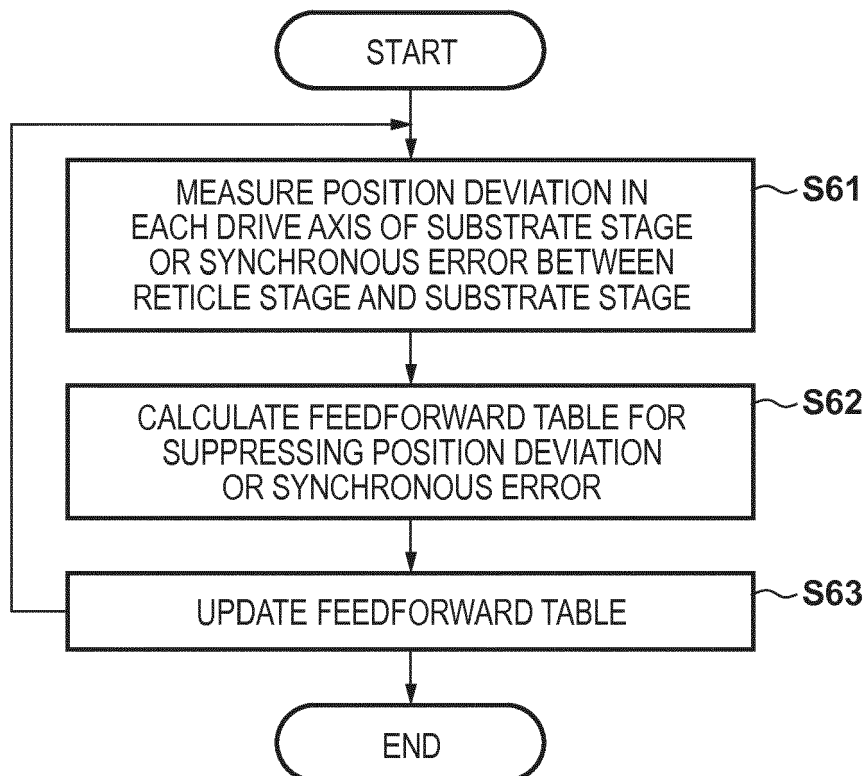 START
MEASURE POSITION DEVIATION IN
EACH DRIVE AXIS OF SUBSTRATE STAGE
OR SYNCHRONOUS ERROR BETWEEN
RETICLE STAGE AND SUBSTRATE STAGE
S61
CALCULATE FEEDFORWARD TABLE FOR
SUPPRESSING POSITION DEVIATION
OR SYNCHRONOUS ERROR
S62
UPDATE FEEDFORWARD TABLE
S63
END